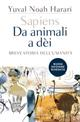 Yuval Noah Harari
Sapiens
Da animali
a dèi
BREVE STORIA DELL'UMANITÀ